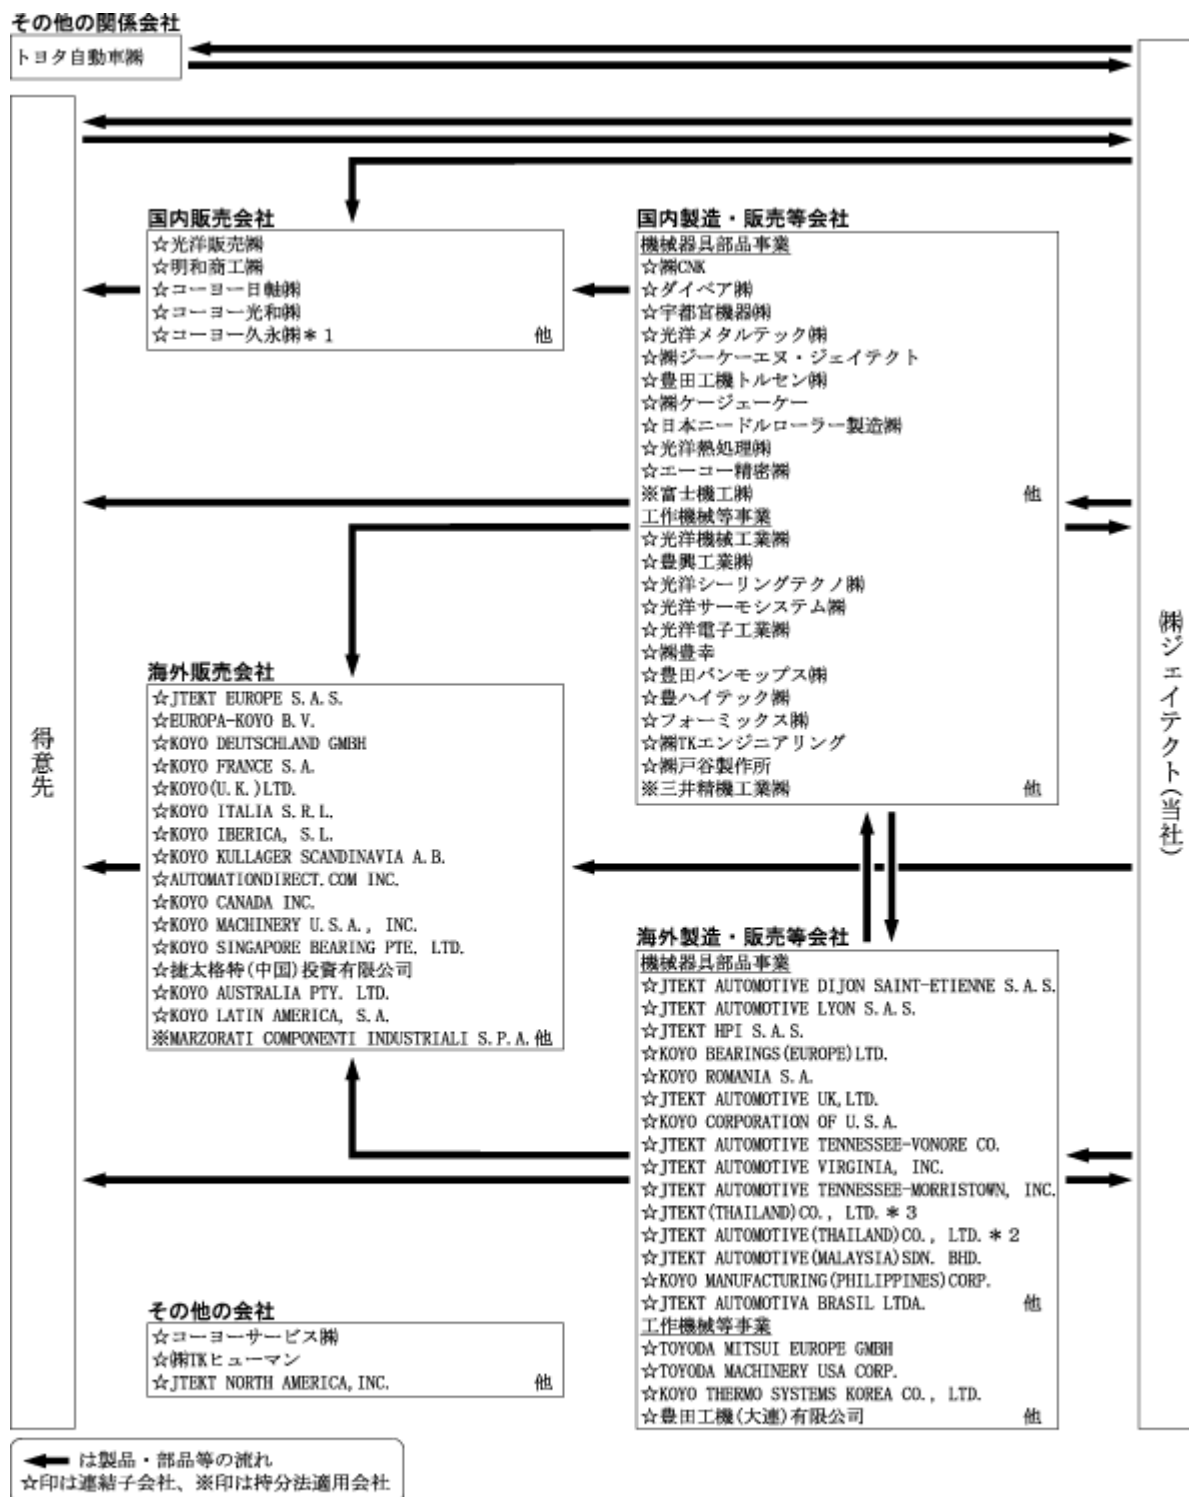 その他の関係会社
トヨタ自動車㈱
得意先
㈱ジェイテクト(当社)
国内販売会社
☆光洋販売㈱
☆明和商工㈱
☆コーヨー日軸㈱
☆コーヨー光和㈱
☆コーヨー久永㈱＊1 他
国内製造・販売等会社
機械器具部品事業
☆㈱CNK
☆ダイベア㈱
☆宇都宮機器㈱
☆光洋メタルテック㈱
☆㈱ジーケーエヌ・ジェイテクト
☆豊田工機トルセン㈱
☆㈱ケージェーケー
☆日本ニードルローラー製造㈱
☆光洋熱処理㈱
☆エーコー精密㈱
※富士機工㈱ 他
工作機械等事業
☆光洋機械工業㈱
☆豊興工業㈱
☆光洋シーリングテクノ㈱
☆光洋サーモシステム㈱
☆光洋電子工業㈱
☆㈱豊幸
☆豊田バンモップス㈱
☆豊ハイテック㈱
☆フォーミックス㈱
☆㈱TKエンジニアリング
☆㈱戸谷製作所
※三井精機工業㈱ 他
海外販売会社
☆JTEKT EUROPE S.A.S.
☆EUROPA-KOYO B.V.
☆KOYO DEUTSCHLAND GMBH
☆KOYO FRANCE S.A.
☆KOYO(U.K.)LTD.
☆KOYO ITALIA S.R.L.
☆KOYO IBERICA, S.L.
☆KOYO KULLAGER SCANDINAVIA A.B.
☆AUTOMATIONDIRECT.COM INC.
☆KOYO CANADA INC.
☆KOYO MACHINERY U.S.A., INC.
☆KOYO SINGAPORE BEARING PTE. LTD.
☆捷太格特(中国)投資有限公司
☆KOYO AUSTRALIA PTY. LTD.
☆KOYO LATIN AMERICA, S.A.
※MARZORATI COMPONENTI INDUSTRIALI S.P.A.他
海外製造・販売等会社
機械器具部品事業
☆JTEKT AUTOMOTIVE DIJON SAINT-ETIENNE S.A.S.
☆JTEKT AUTOMOTIVE LYON S.A.S.
☆JTEKT HPI S.A.S.
☆KOYO BEARINGS(EUROPE)LTD.
☆KOYO ROMANIA S.A.
☆JTEKT AUTOMOTIVE UK,LTD.
☆KOYO CORPORATION OF U.S.A.
☆JTEKT AUTOMOTIVE TENNESSEE-VONORE CO.
☆JTEKT AUTOMOTIVE VIRGINIA, INC.
☆JTEKT AUTOMOTIVE TENNESSEE-MORRISTOWN, INC.
☆JTEKT(THAILAND)CO., LTD.＊3
☆JTEKT AUTOMOTIVE(THAILAND)CO., LTD.＊2
☆JTEKT AUTOMOTIVE(MALAYSIA)SDN. BHD.
☆KOYO MANUFACTURING(PHILIPPINES)CORP.
☆JTEKT AUTOMOTIVA BRASIL LTDA. 他
工作機械等事業
☆TOYODA MITSUI EUROPE GMBH
☆TOYODA MACHINERY USA CORP.
☆KOYO THERMO SYSTEMS KOREA CO., LTD.
☆豊田工機(大連)有限公司 他
その他の会社
☆コーヨーサービス㈱
☆㈱TKヒューマン
☆JTEKT NORTH AMERICA,INC. 他
は製品・部品等の流れ
☆印は連結子会社、※印は持分法適用会社